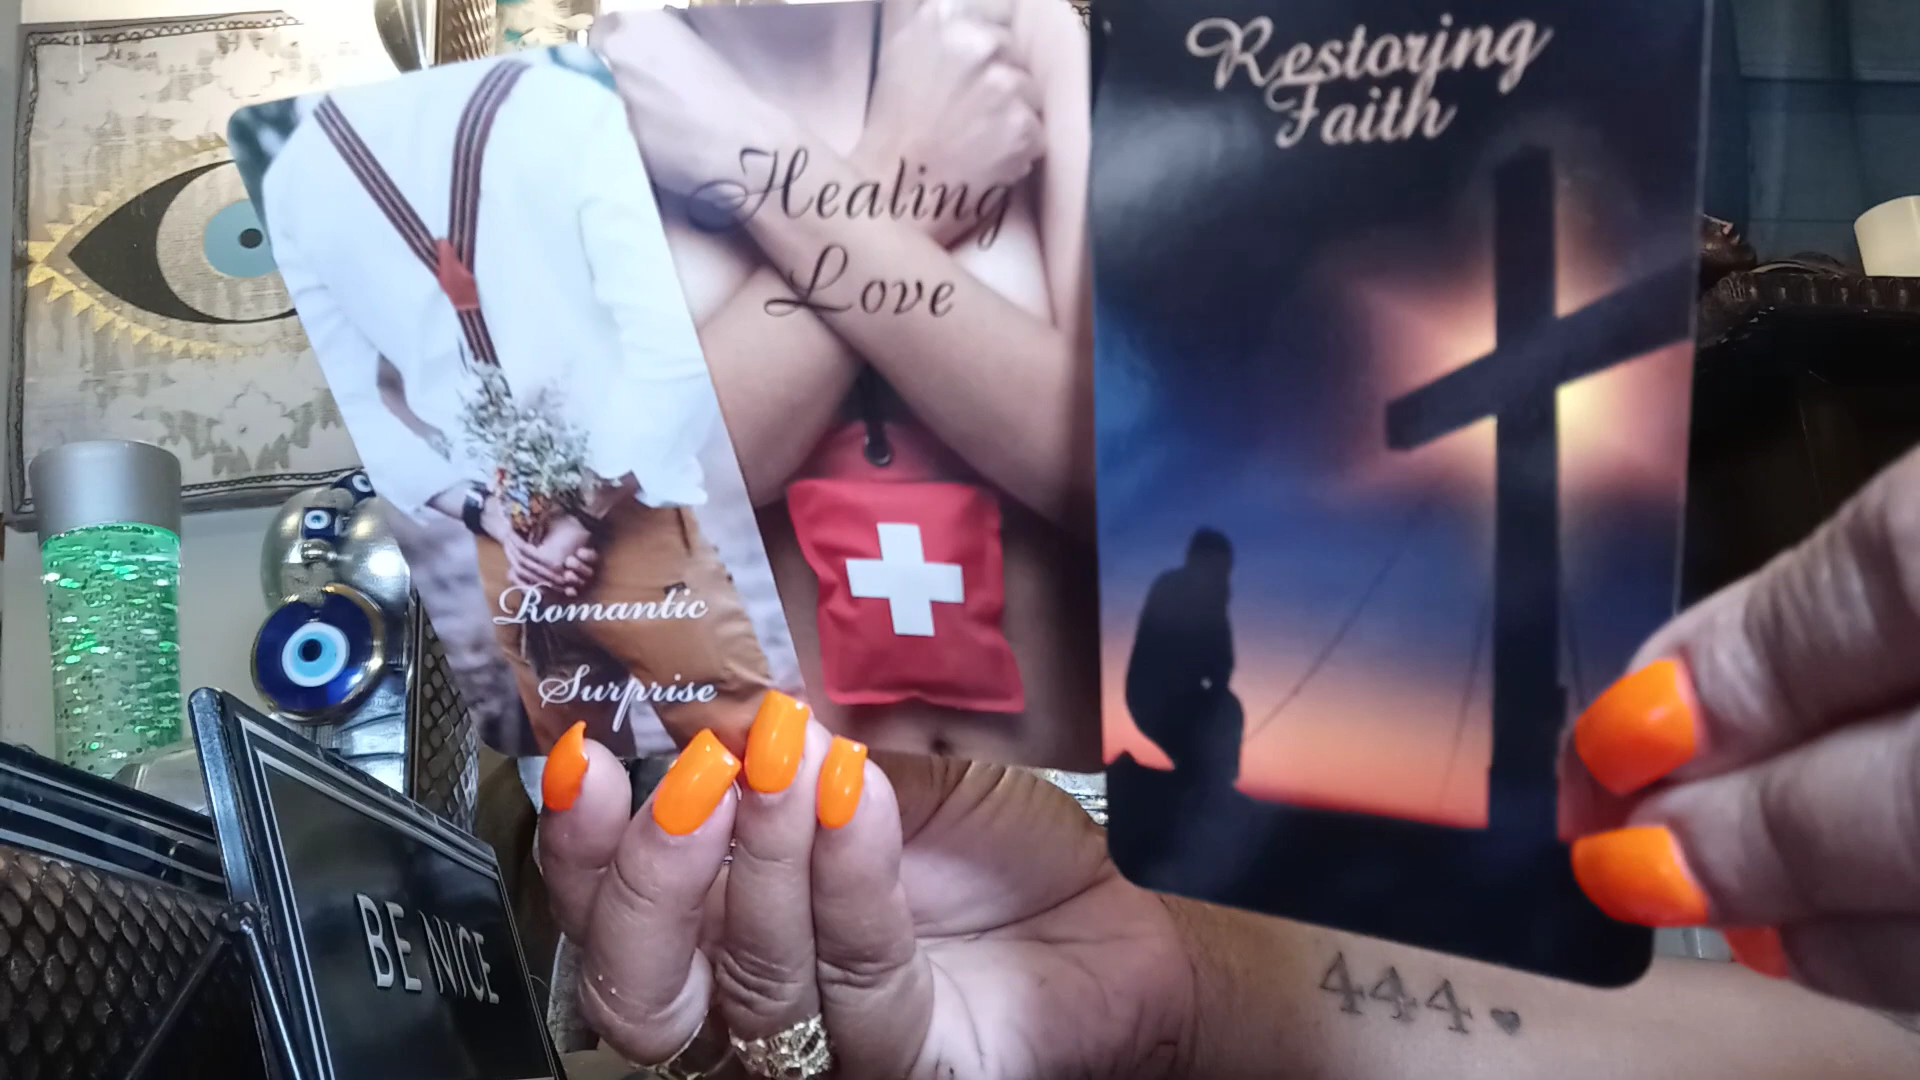 Romantic
Surprise
Healing
Love
Restoring
Faith
BE NICE
444